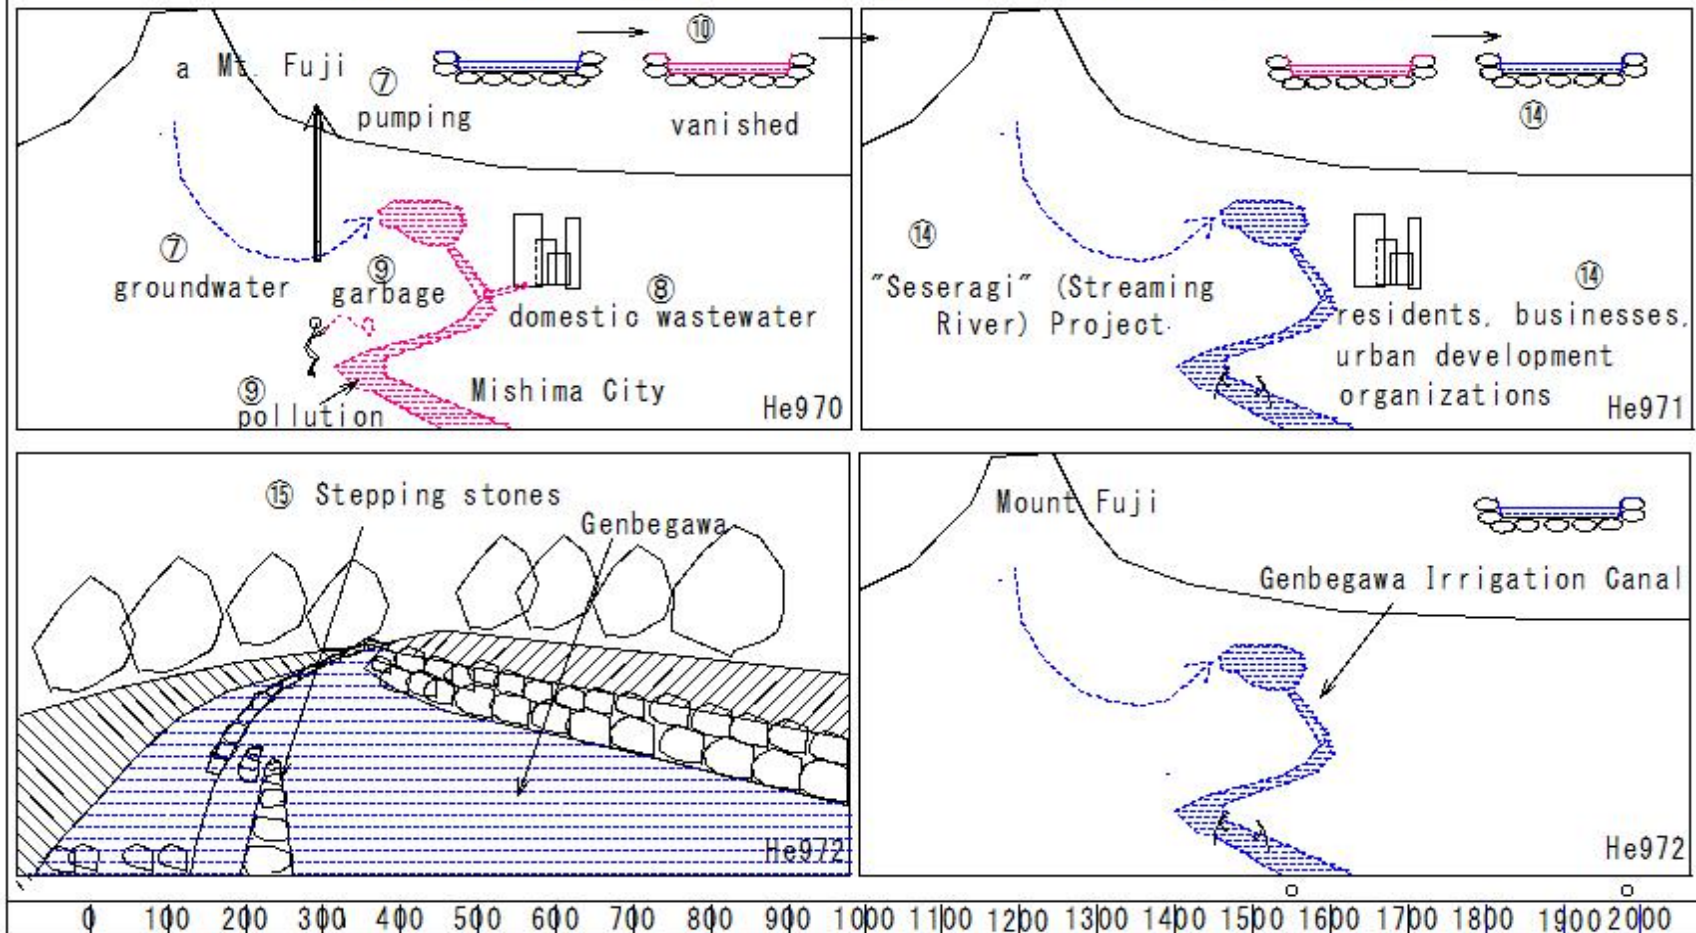 ⑩
a Mt. Fuji
⑦
pumping
vanished
⑦
groundwater
⑨
garbage
⑧
domestic wastewater
⑨
pollution
Mishima City
He970
⑭
⑭
"Seseragi" (Streaming
River) Project
⑭
residents, businesses,
urban development
organizations
He971
⑮ Stepping stones
Genbegawa
He972
Mount Fuji
Genbegawa Irrigation Canal
He972
0 100 200 300 400 500 600 700 800 900 1000 1100 1200 1300 1400 1500 1600 1700 1800 1900 2000